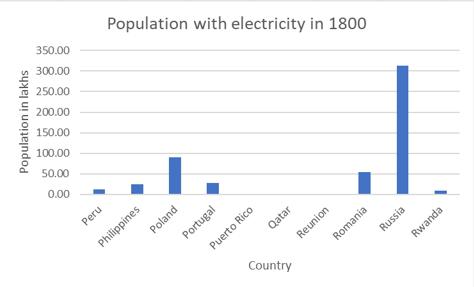 Population with electricity in 1800
Population in lakhs
350.00
300.00
250.00
200.00
150.00
100.00
50.00
0.00
Peru
Philippines
Poland
Portugal
Puerto Rico
Qatar
Reunion
Romania
Russia
Rwanda
Country